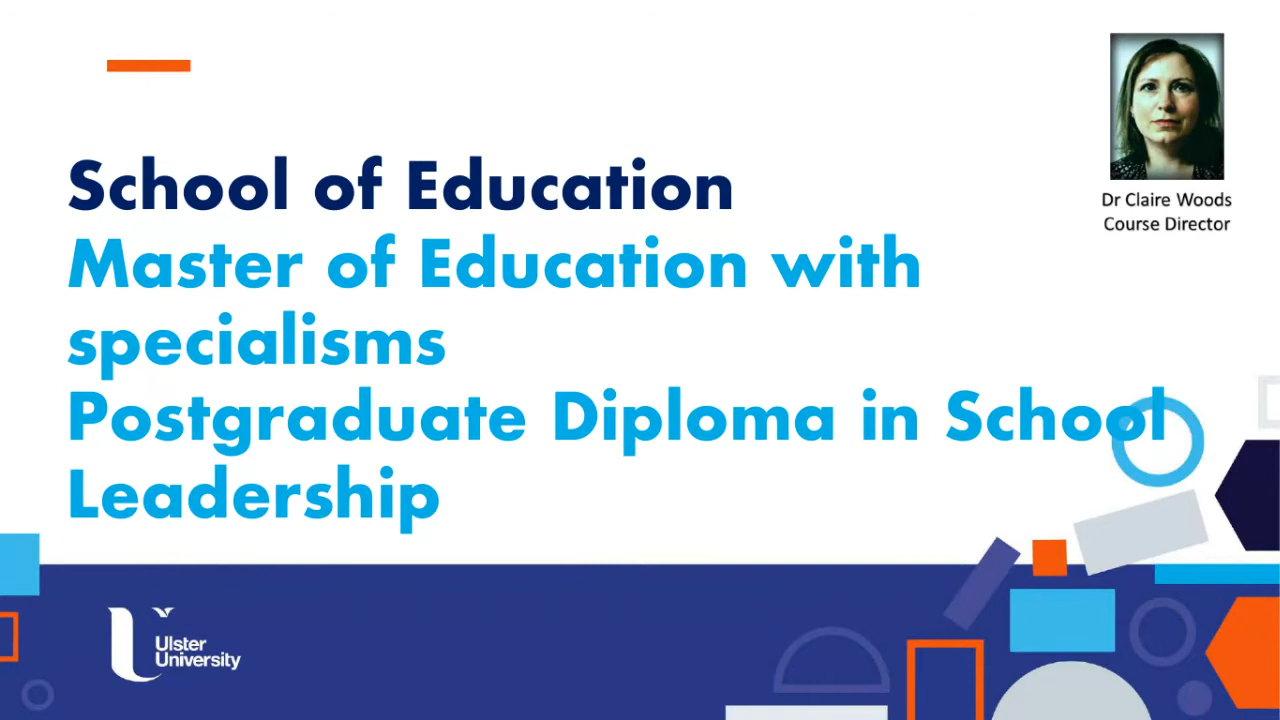 School of Education
Master of Education with
specialisms
Postgraduate Diploma in School
Leadership
Dr Claire Woods
Course Director
Ulster
University